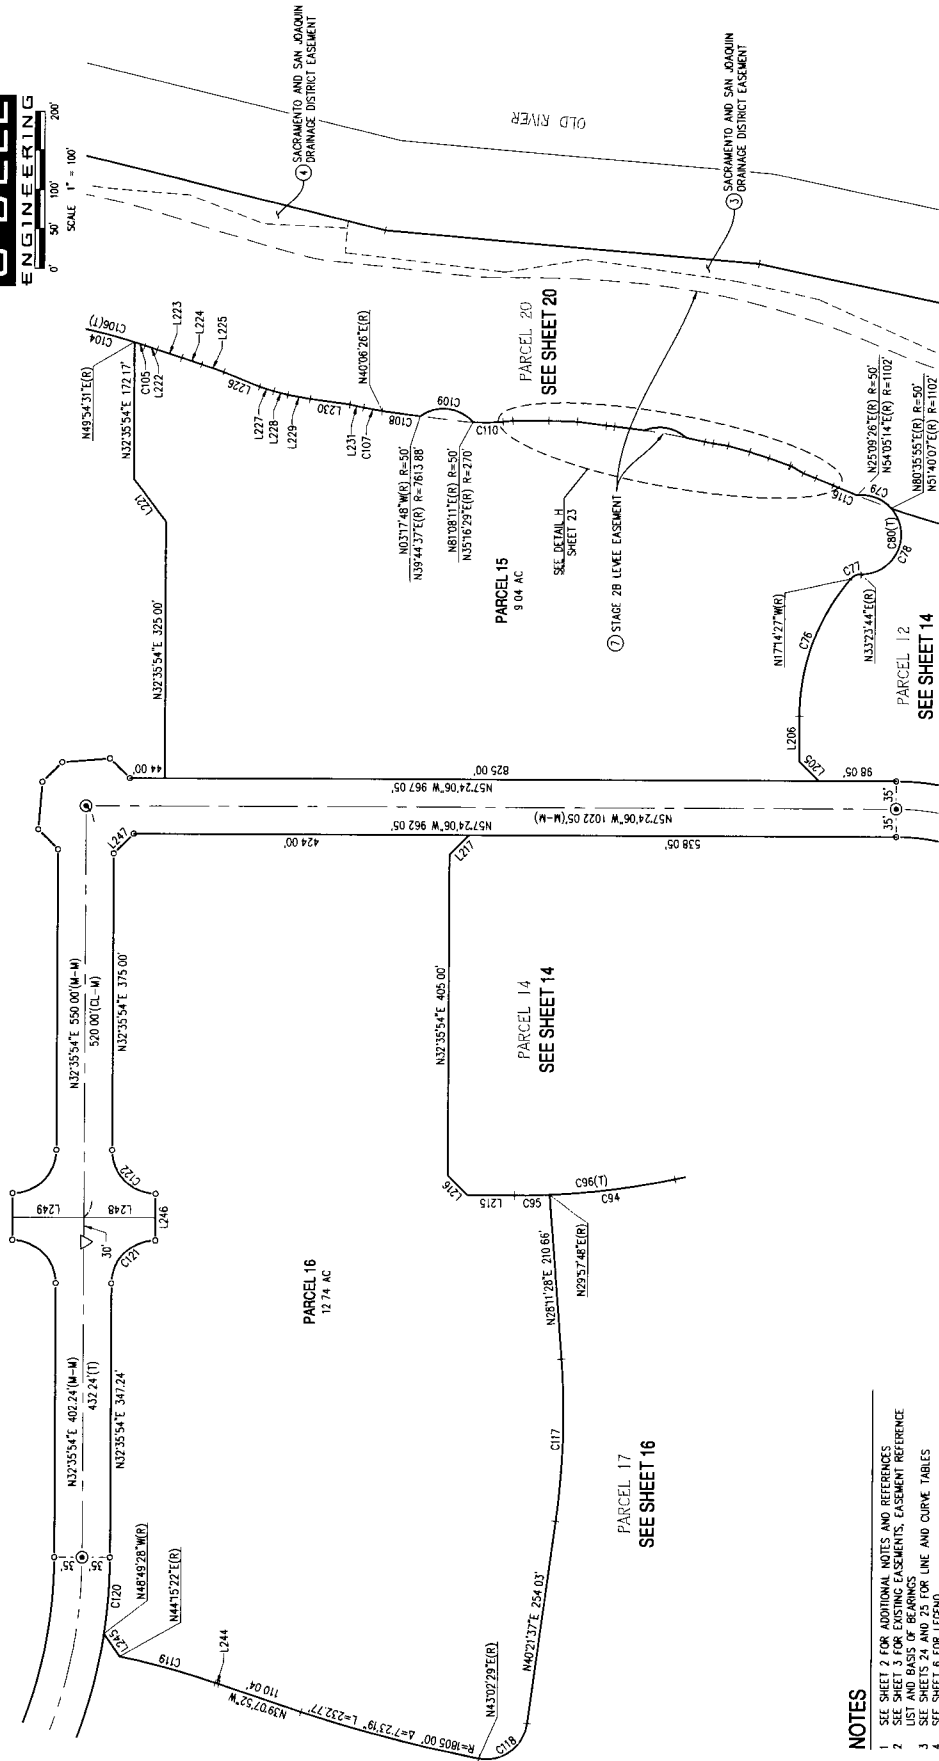 ENGINEERING
0' 50' 100' 200'
SCALE 1" = 100'
4 SACRAMENTO AND SAN JOAQUIN
DRAINAGE DISTRICT EASEMENT
OLD RIVER
3 SACRAMENTO AND SAN JOAQUIN
DRAINAGE DISTRICT EASEMENT
C106(T)
C104
N49°54'31"E(R)
C105
L222
L223
L224
L225
L226
L227
L228
L229
L230
L231
C107
N40°06'26"E(R)
C108
C109
C110
N03°17'48"W(R) R=50'
N39°44'37"E(R) R=7613.88'
N81°08'11"E(R) R=50'
N35°16'29"E(R) R=270'
PARCEL 20
SEE SHEET 20
SEE DETAIL H
SHEET 23
7 STAGE 2B LEVEE EASEMENT
C116
C79
N25°09'26"E(R) R=50'
N54°05'14"E(R) R=1102'
N80°35'55"E(R) R=50'
N51°40'07"E(R) R=1102'
C80(T)
C78
C77
N17°14'27"W(R)
N33°23'44"E(R)
C76
L206
L205
PARCEL 12
SEE SHEET 14
N32°35'54"E 172.17'
L221
N32°35'54"E 325.00'
PARCEL 15
9.04 AC
44.00'
825.00'
98.05'
N57°24'06"W 967.05'
N57°24'06"W 1022.05'(M-M)
N57°24'06"W 962.05'
424.00'
538.05'
35'
35'
L247
L217
N32°35'54"E 550.00'(M-M)
520.00'(CL-M)
N32°35'54"E 375.00'
N32°35'54"E 405.00'
PARCEL 14
SEE SHEET 14
L216
L215
C95
C96(T)
C94
N29°57'48"E(R)
C122
L249
L248
L246
30'
C121
N28°11'28"E 210.66'
PARCEL 16
12.74 AC
N32°35'54"E 402.24'(M-M)
432.24'(T)
N32°35'54"E 347.24'
C117
PARCEL 17
SEE SHEET 16
35'
35'
C120
N48°49'28"W(R)
L245
N44°15'22"E(R)
C119
L244
N39°07'52"W
110.04'
R=1805.00' Δ=7°23'19" L=232.77'
N43°02'29"E(R)
C118
N40°21'37"E 254.03'
NOTES
1 SEE SHEET 2 FOR ADDITIONAL NOTES AND REFERENCES
2 SEE SHEET 3 FOR EXISTING EASEMENTS, EASEMENT REFERENCE
LIST AND BASIS OF BEARINGS
3 SEE SHEETS 24 AND 25 FOR LINE AND CURVE TABLES
4 SEE SHEET 6 FOR LEGEND